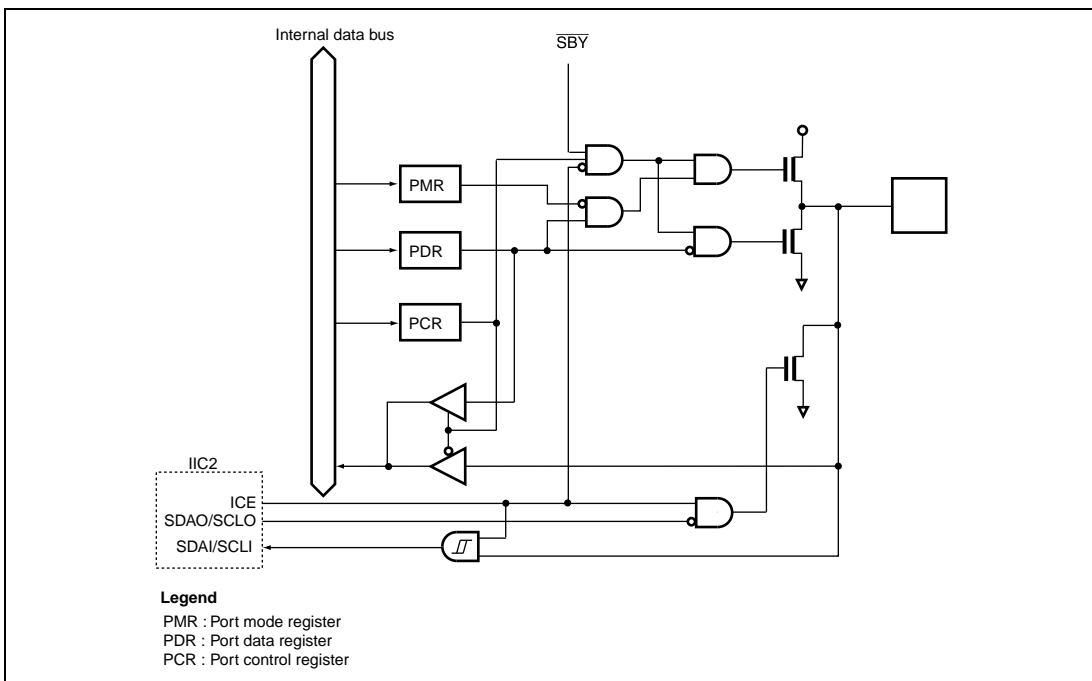 Internal data bus
SBY
PMR
PDR
PCR
IIC2
ICE
SDAO/SCLO
SDAI/SCLI
Legend
PMR : Port mode register
PDR : Port data register
PCR : Port control register